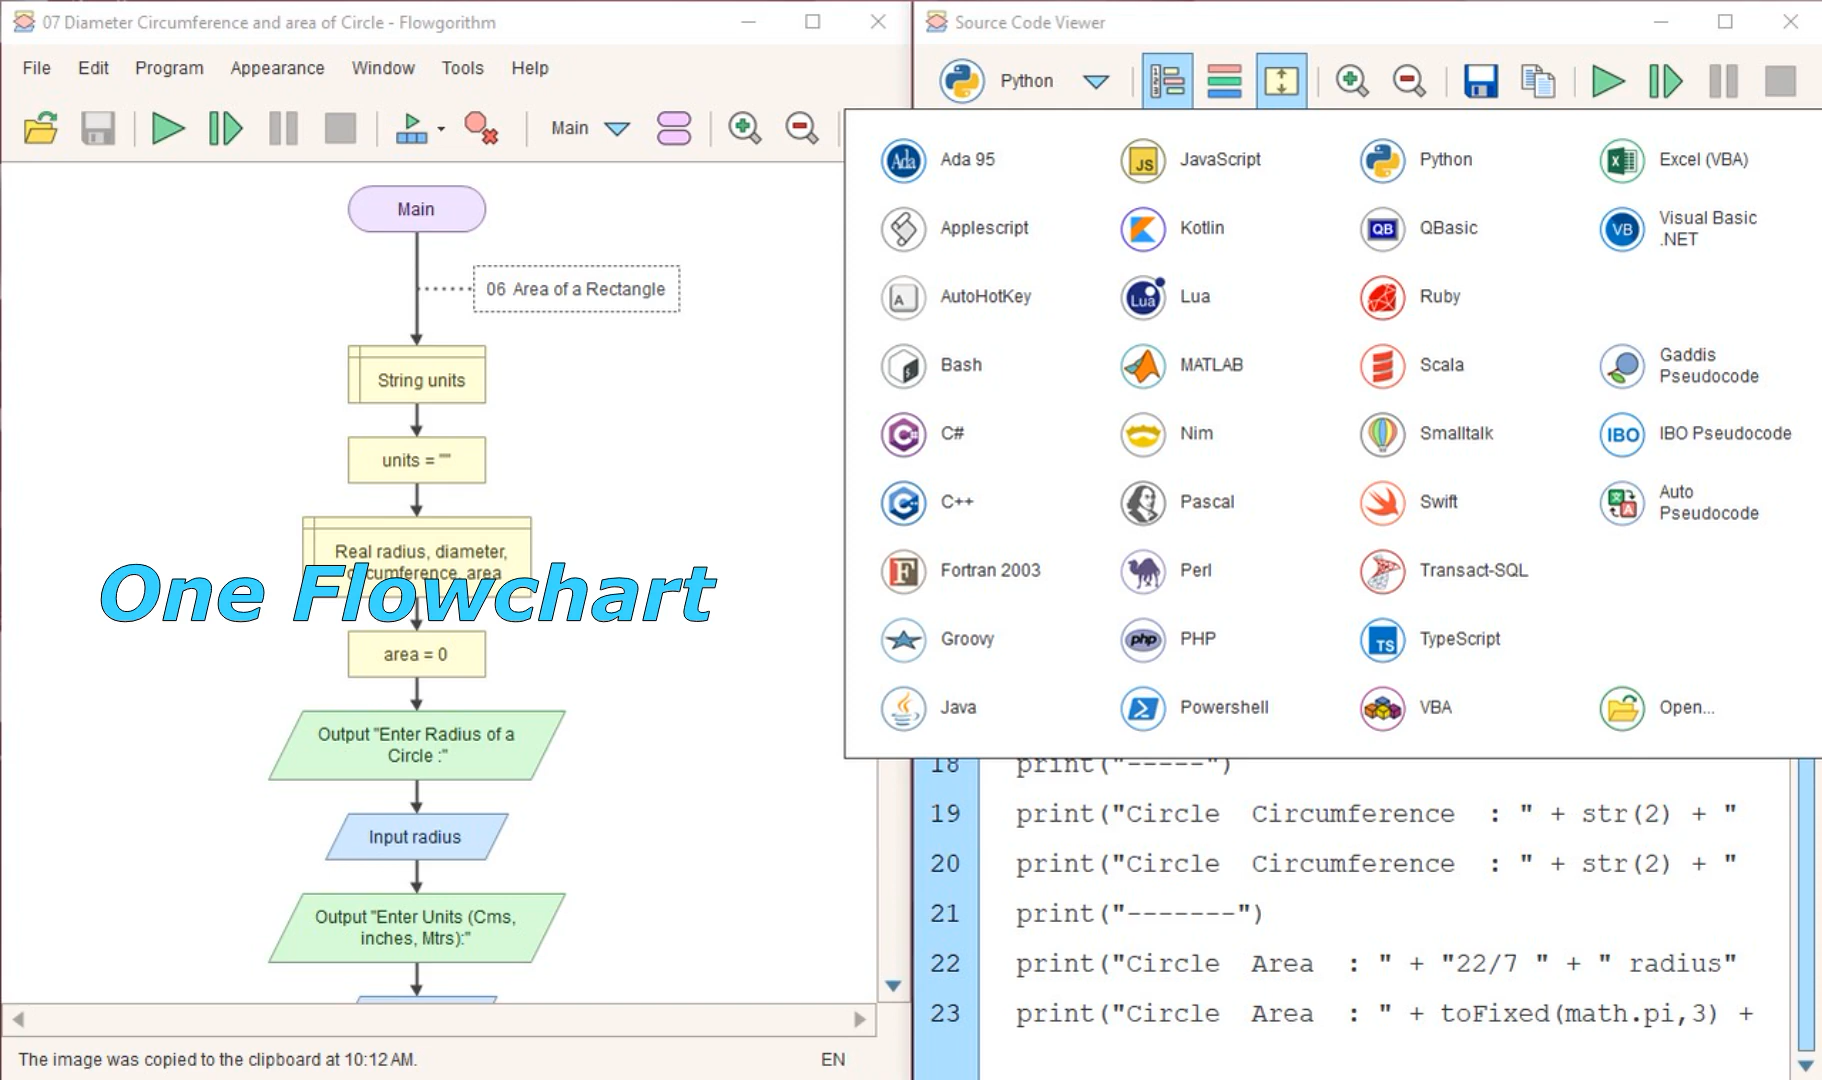 07 Diameter Circumference and area of Circle - Flowgorithm
File Edit Program Appearance Window Tools Help
Main
Main
06 Area of a Rectangle
String units
units = ""
Real radius, diameter,
circumference, area
One Flowchart
area = 0
Output "Enter Radius of a
Circle :"
Input radius
Output "Enter Units (Cms,
inches, Mtrs):"
The image was copied to the clipboard at 10:12 AM.
EN
Source Code Viewer
Python
Ada 95
JavaScript
Python
Excel (VBA)
Applescript
Kotlin
QBasic
Visual Basic
.NET
AutoHotKey
Lua
Ruby
Bash
MATLAB
Scala
Gaddis
Pseudocode
C#
Nim
Smalltalk
IBO Pseudocode
C++
Pascal
Swift
Auto
Pseudocode
Fortran 2003
Perl
Transact-SQL
Groovy
PHP
TypeScript
Java
Powershell
VBA
Open...
18 print("-----")
19 print("Circle Circumference : " + str(2) + "
20 print("Circle Circumference : " + str(2) + "
21 print("-------")
22 print("Circle Area : " + "22/7 " + " radius"
23 print("Circle Area : " + toFixed(math.pi,3) +